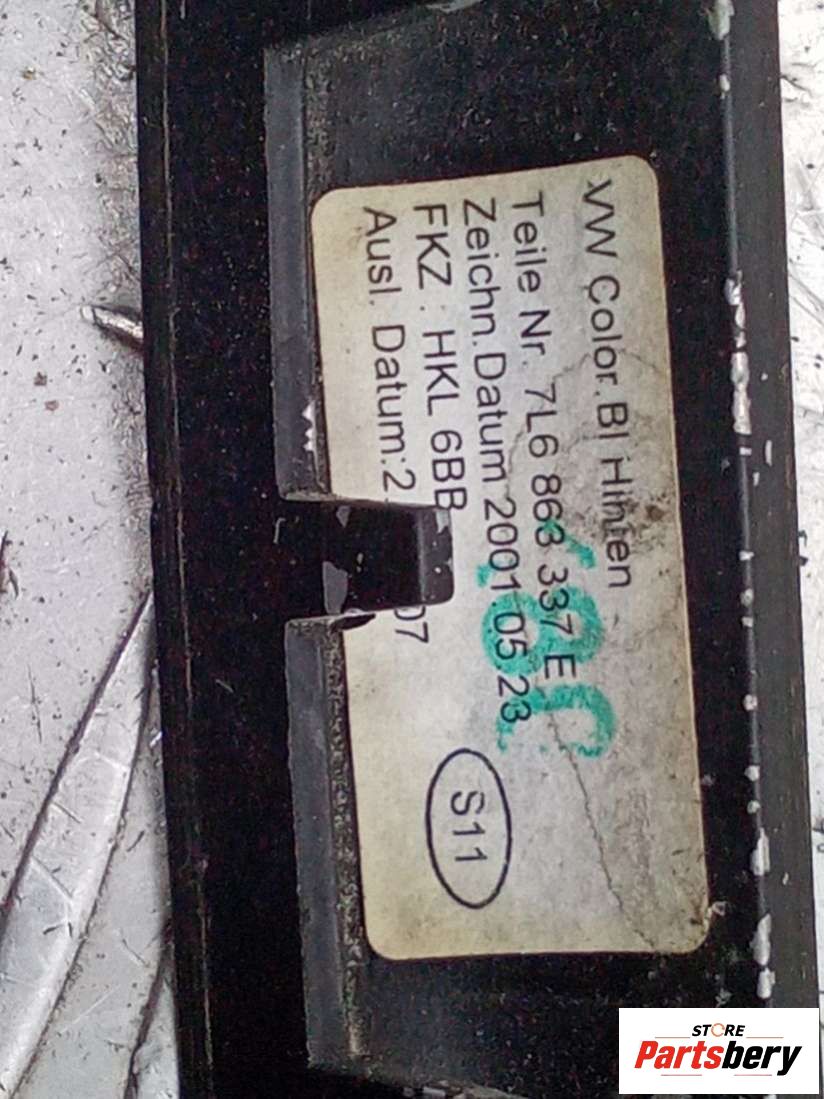 VW Color.Bl Hinten
Teile Nr. 7L6 863 337 E
Zeichn.Datum 2001 05 23
FKZ : HKL 6BB
Ausl. Datum:2 07
S11
STORE
Partsbery